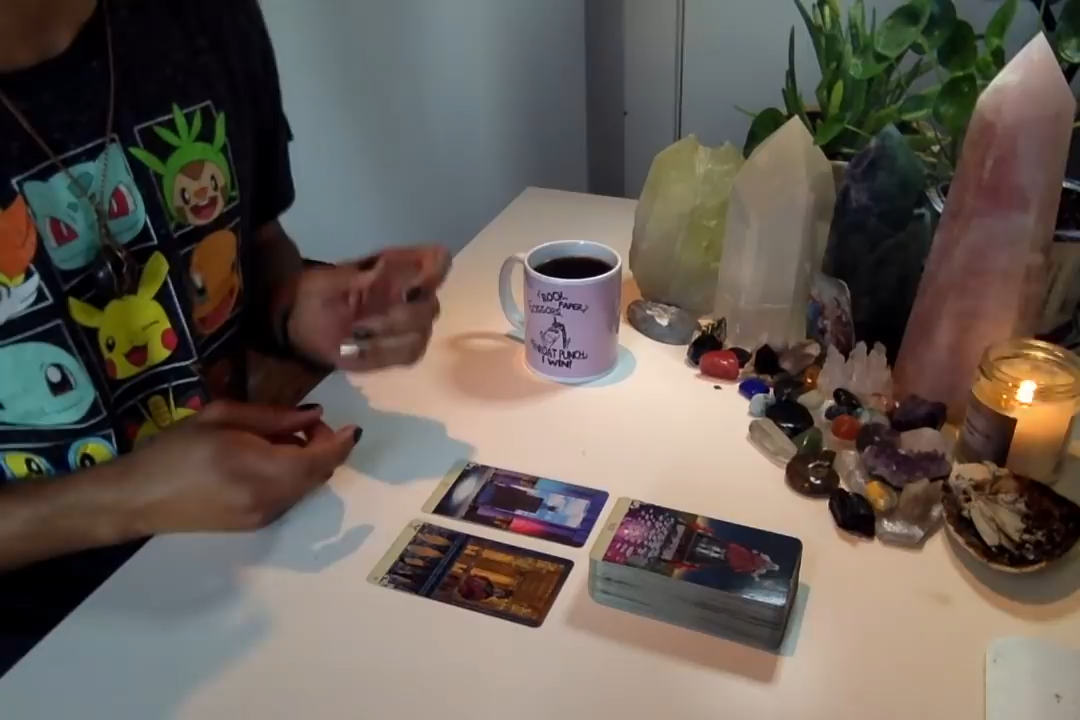 ROCK,
PAPER,
SCISSORS,
THROAT PUNCH,
I WIN!